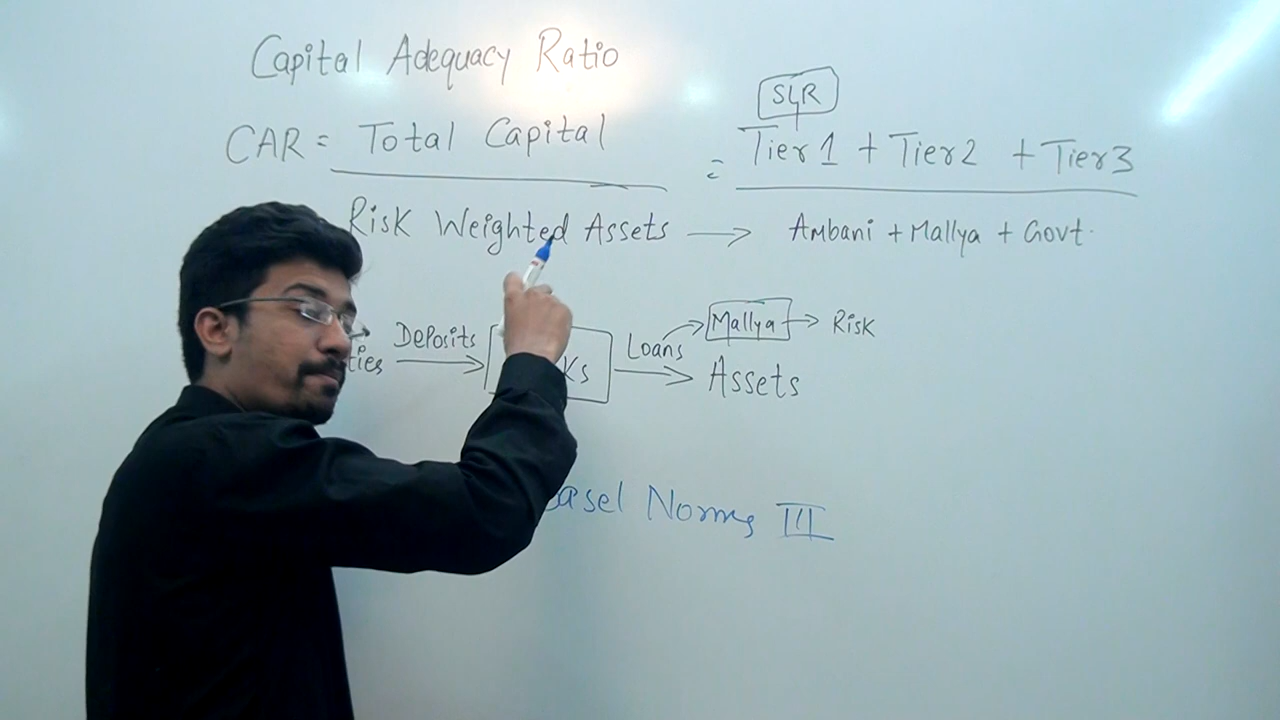 Capital Adequacy Ratio
SLR
CAR = Total Capital = Tier 1 + Tier 2 + Tier 3
Risk Weighted Assets → Ambani + Mallya + Govt.
Deposits Loans Mallya → Risk
Assets
Norms III